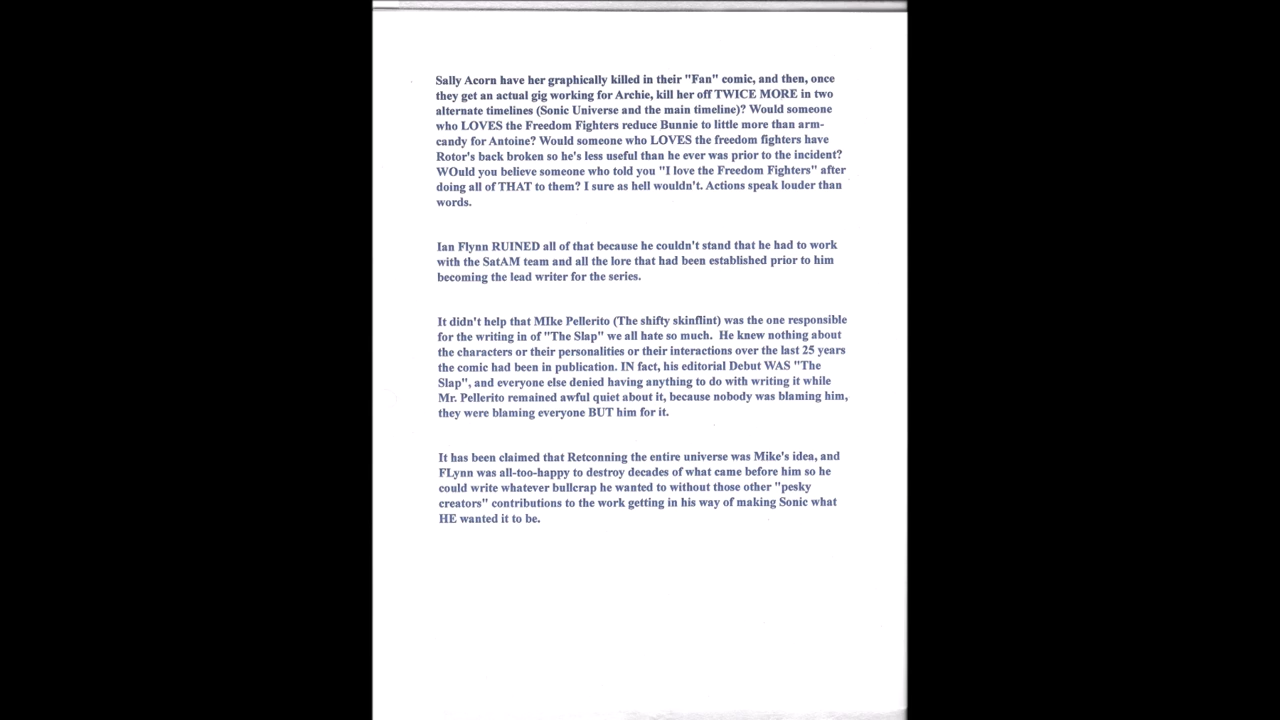 Sally Acorn have her graphically killed in their "Fan" comic, and then, once
they get an actual gig working for Archie, kill her off TWICE MORE in two
alternate timelines (Sonic Universe and the main timeline)? Would someone
who LOVES the Freedom Fighters reduce Bunnie to little more than arm-
candy for Antoine? Would someone who LOVES the freedom fighters have
Rotor's back broken so he's less useful than he ever was prior to the incident?
WOuld you believe someone who told you "I love the Freedom Fighters" after
doing all of THAT to them? I sure as hell wouldn't. Actions speak louder than
words.
Ian Flynn RUINED all of that because he couldn't stand that he had to work
with the SatAM team and all the lore that had been established prior to him
becoming the lead writer for the series.
It didn't help that MIke Pellerito (The shifty skinflint) was the one responsible
for the writing in of "The Slap" we all hate so much.  He knew nothing about
the characters or their personalities or their interactions over the last 25 years
the comic had been in publication. IN fact, his editorial Debut WAS "The
Slap", and everyone else denied having anything to do with writing it while
Mr. Pellerito remained awful quiet about it, because nobody was blaming him,
they were blaming everyone BUT him for it.
It has been claimed that Retconning the entire universe was Mike's idea, and
FLynn was all-too-happy to destroy decades of what came before him so he
could write whatever bullcrap he wanted to without those other "pesky
creators" contributions to the work getting in his way of making Sonic what
HE wanted it to be.